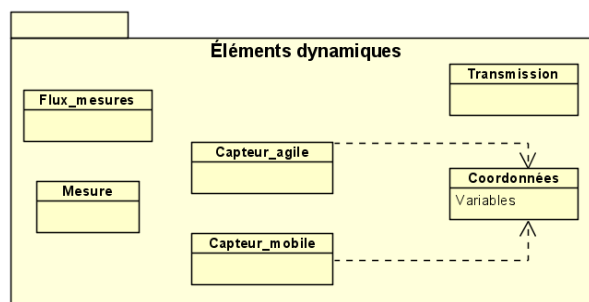 Éléments dynamiques
Transmission
Flux_mesures
Capteur_agile
Coordonnées
Variables
Mesure
Capteur_mobile